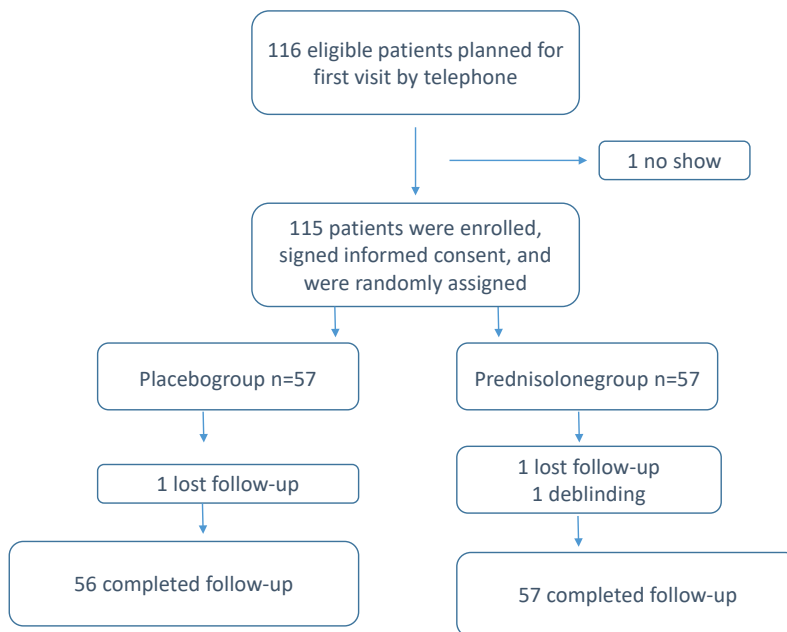 116 eligible patients planned for
first visit by telephone
1 no show
115 patients were enrolled,
signed informed consent, and
were randomly assigned
Placebogroup n=57
Prednisolonegroup n=57
1 lost follow-up
1 lost follow-up
1 deblinding
56 completed follow-up
57 completed follow-up